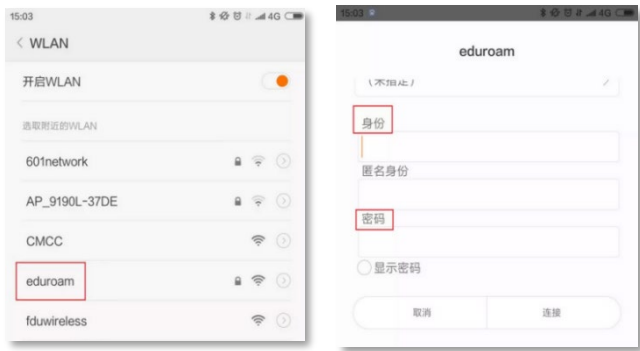 15:03
4G
WLAN
开启WLAN
选取附近的WLAN
601network
AP_9190L-37DE
CMCC
eduroam
fduwireless
15:03
4G
eduroam
（未指定）
身份
匿名身份
密码
显示密码
取消
连接